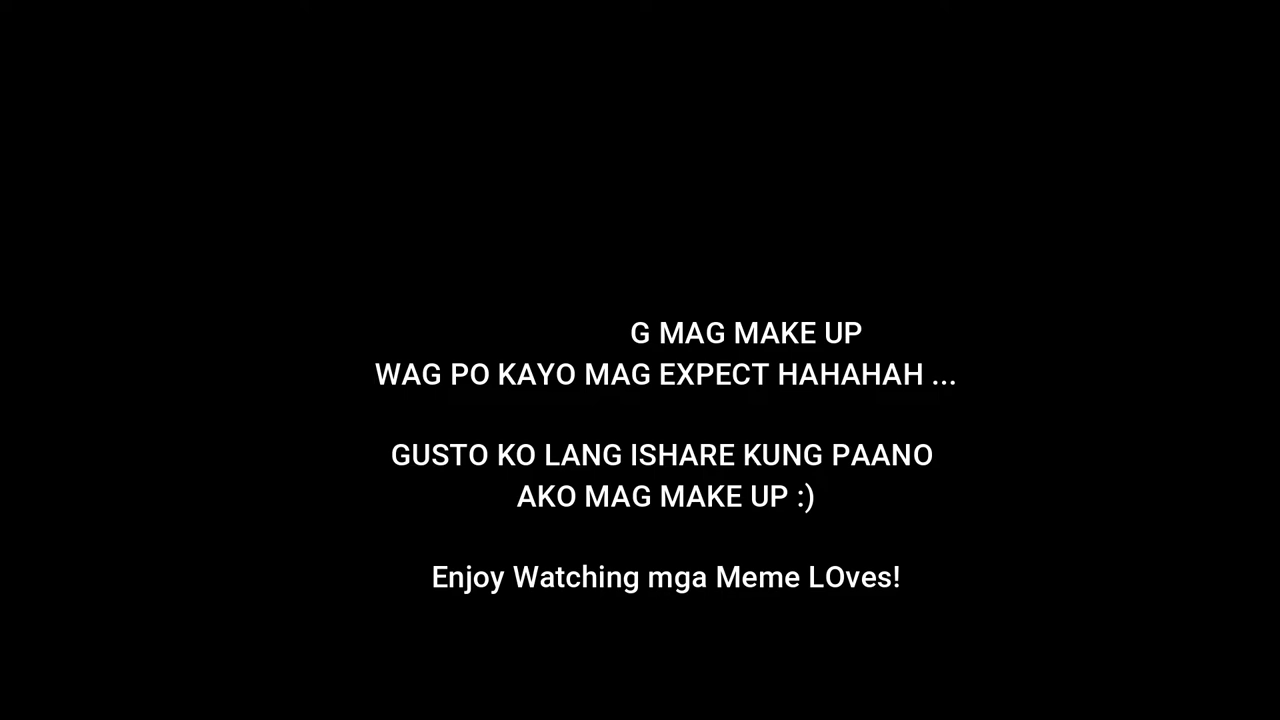 G MAG MAKE UP
WAG PO KAYO MAG EXPECT HAHAHAH ...
GUSTO KO LANG ISHARE KUNG PAANO
AKO MAG MAKE UP :)
Enjoy Watching mga Meme LOves!